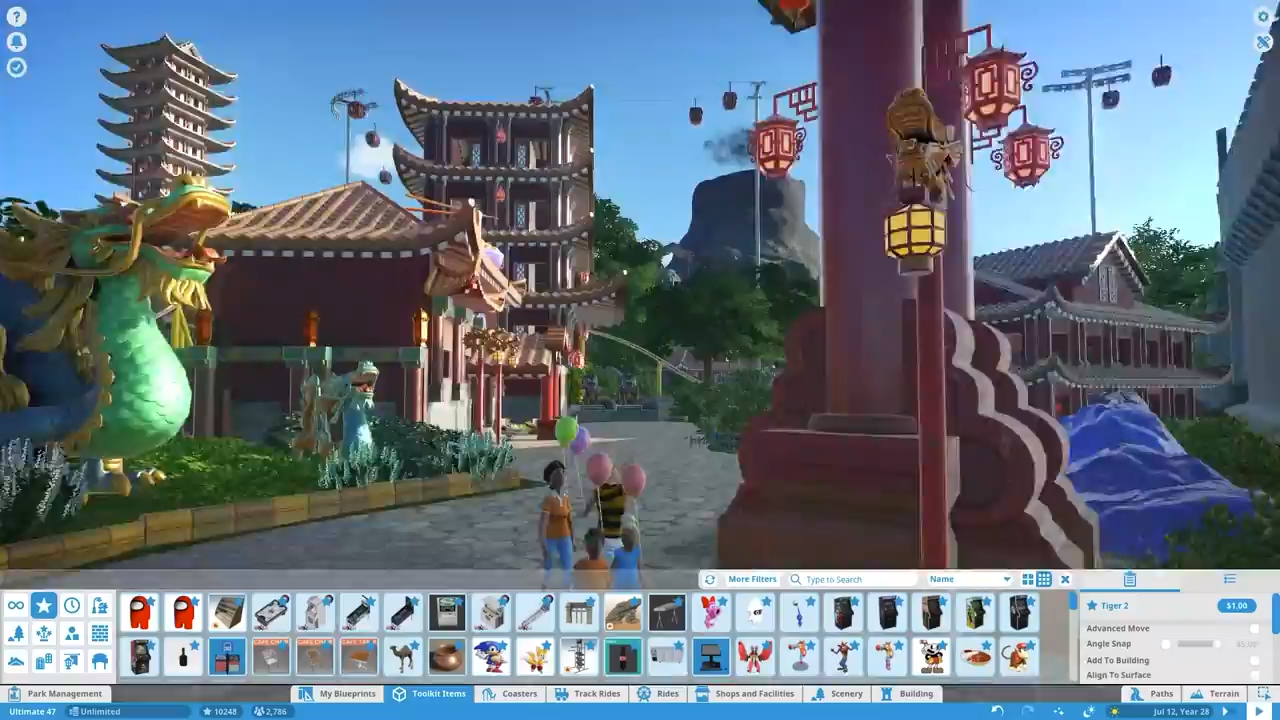 More Filters
Type to Search
Name
Tiger 2
$1.00
Advanced Move
Angle Snap
45.00°
Add To Building
Align To Surface
Park Management
My Blueprints
Toolkit Items
Coasters
Track Rides
Rides
Shops and Facilities
Scenery
Building
Paths
Terrain
Ultimate 47
Unlimited
10248
2,786
Jul 12, Year 28